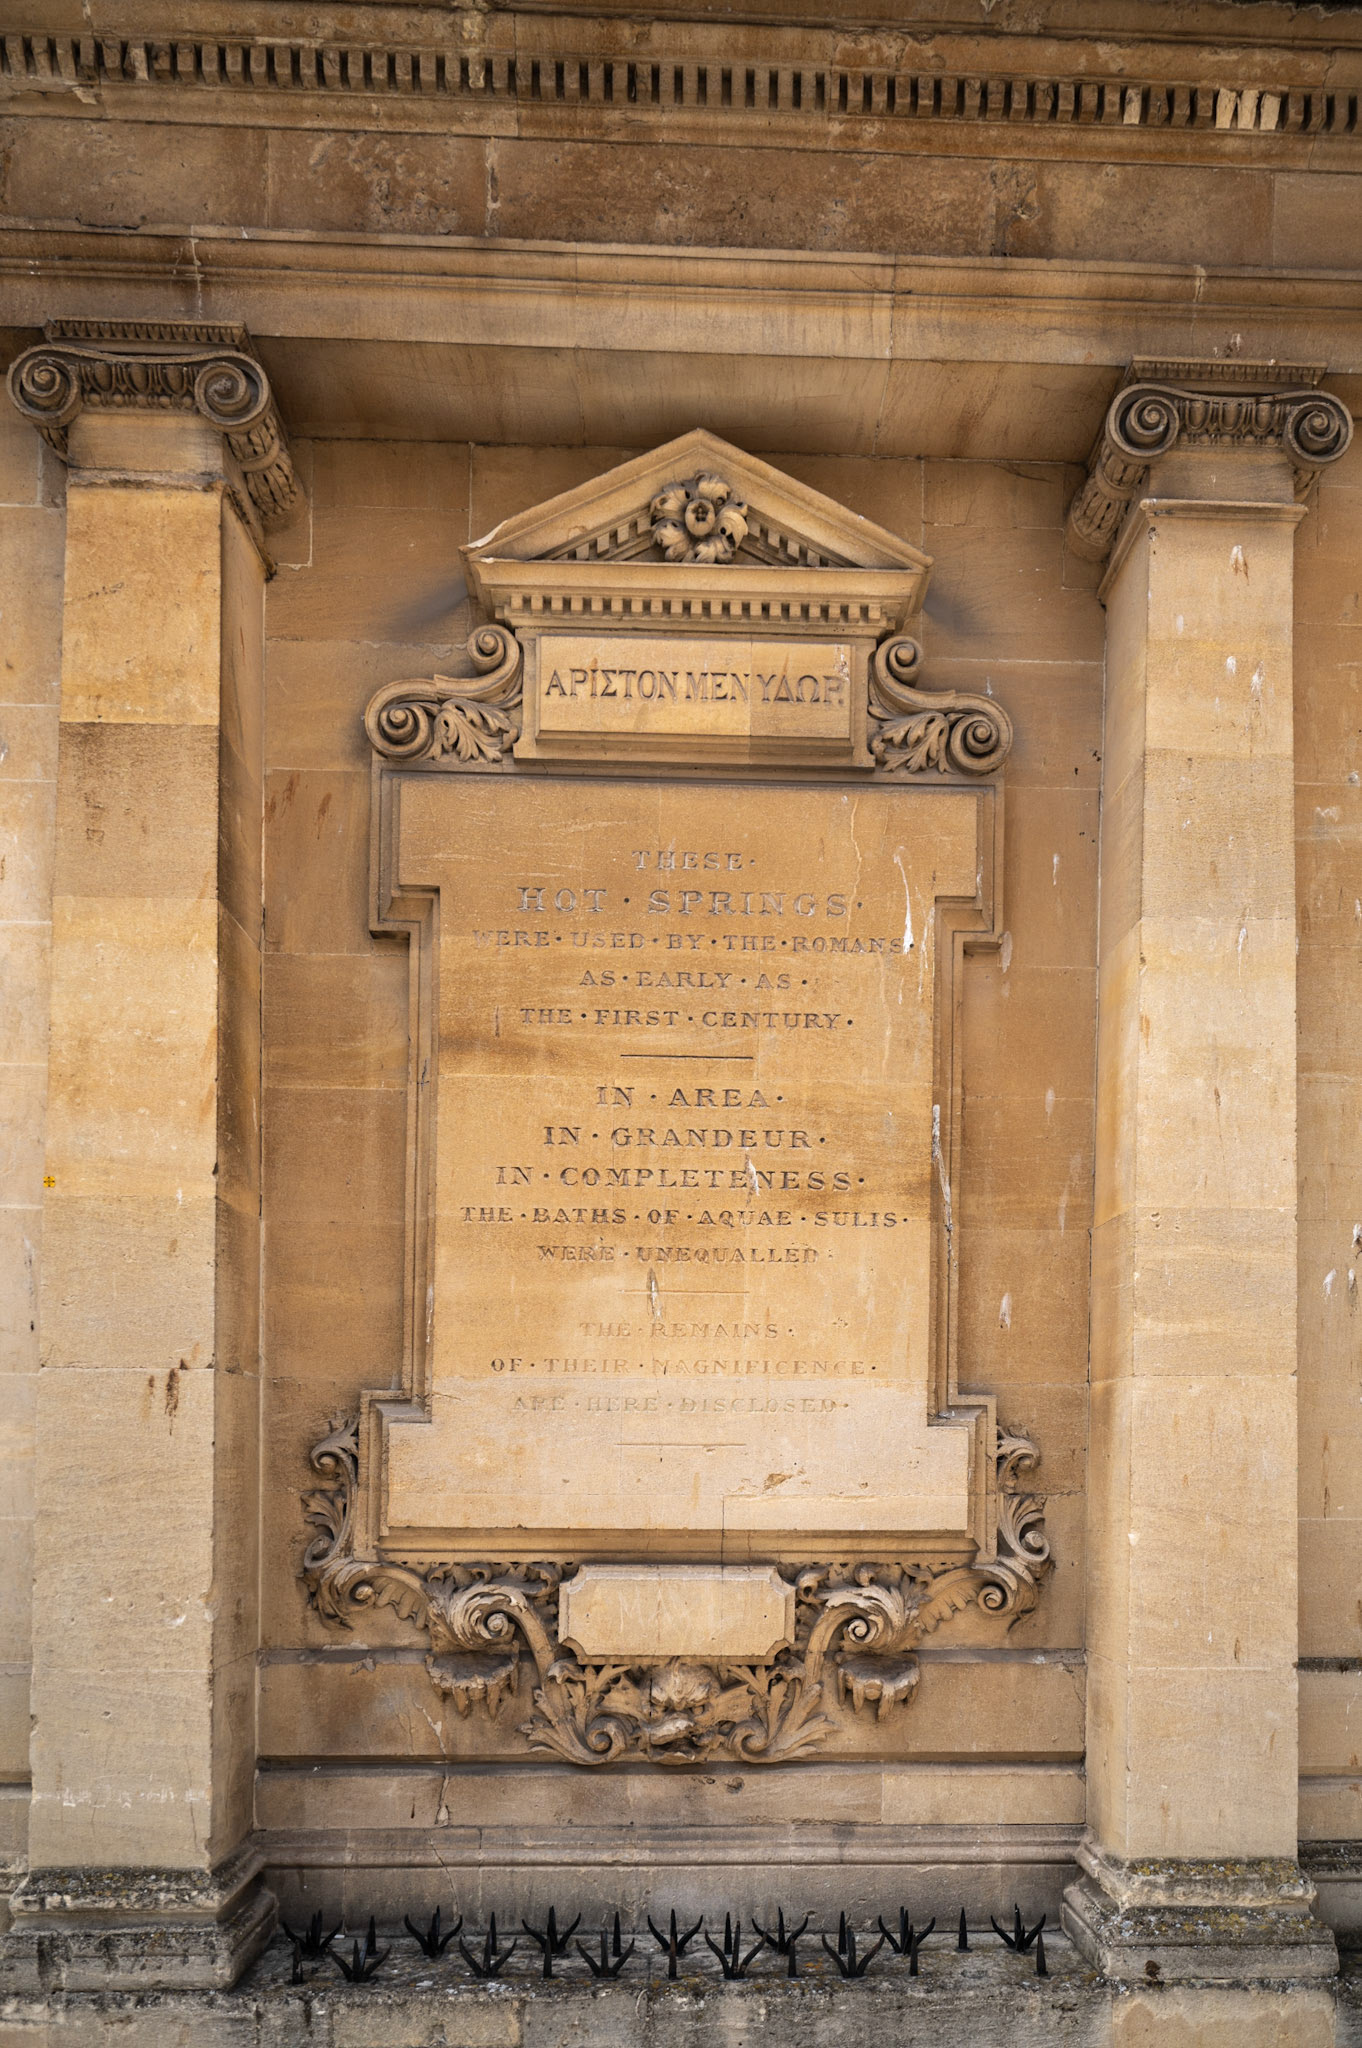 ΑΡΙΣΤΟΝ ΜΕΝ ΥΔΩΡ
THESE·
HOT · SPRINGS·
WERE · USED · BY · THE · ROMANS·
AS · EARLY · AS ·
THE · FIRST · CENTURY·
IN · AREA·
IN · GRANDEUR·
IN · COMPLETENESS·
THE · BATHS · OF · AQUAE · SULIS·
WERE · UNEQUALLED·
THE · REMAINS·
OF · THEIR · MAGNIFICENCE·
ARE · HERE · DISCLOSED·